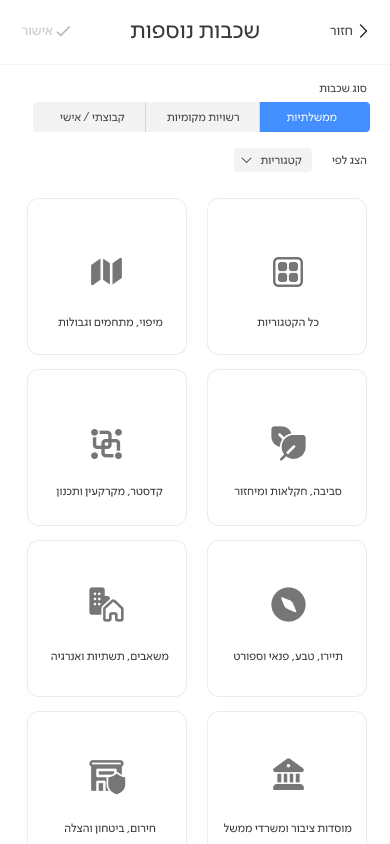 חזור
שכבות נוספות
אישור
סוג שכבות
ממשלתיות
רשויות מקומיות
קבוצתי / אישי
הצג לפי
קטגוריות
כל הקטגוריות
מיפוי, מתחמים וגבולות
סביבה, חקלאות ומיחזור
קדסטר, מקרקעין ותכנון
תיירו, טבע, פנאי וספורט
משאבים, תשתיות ואנרגיה
מוסדות ציבור ומשרדי ממשל
חירום, ביטחון והצלה